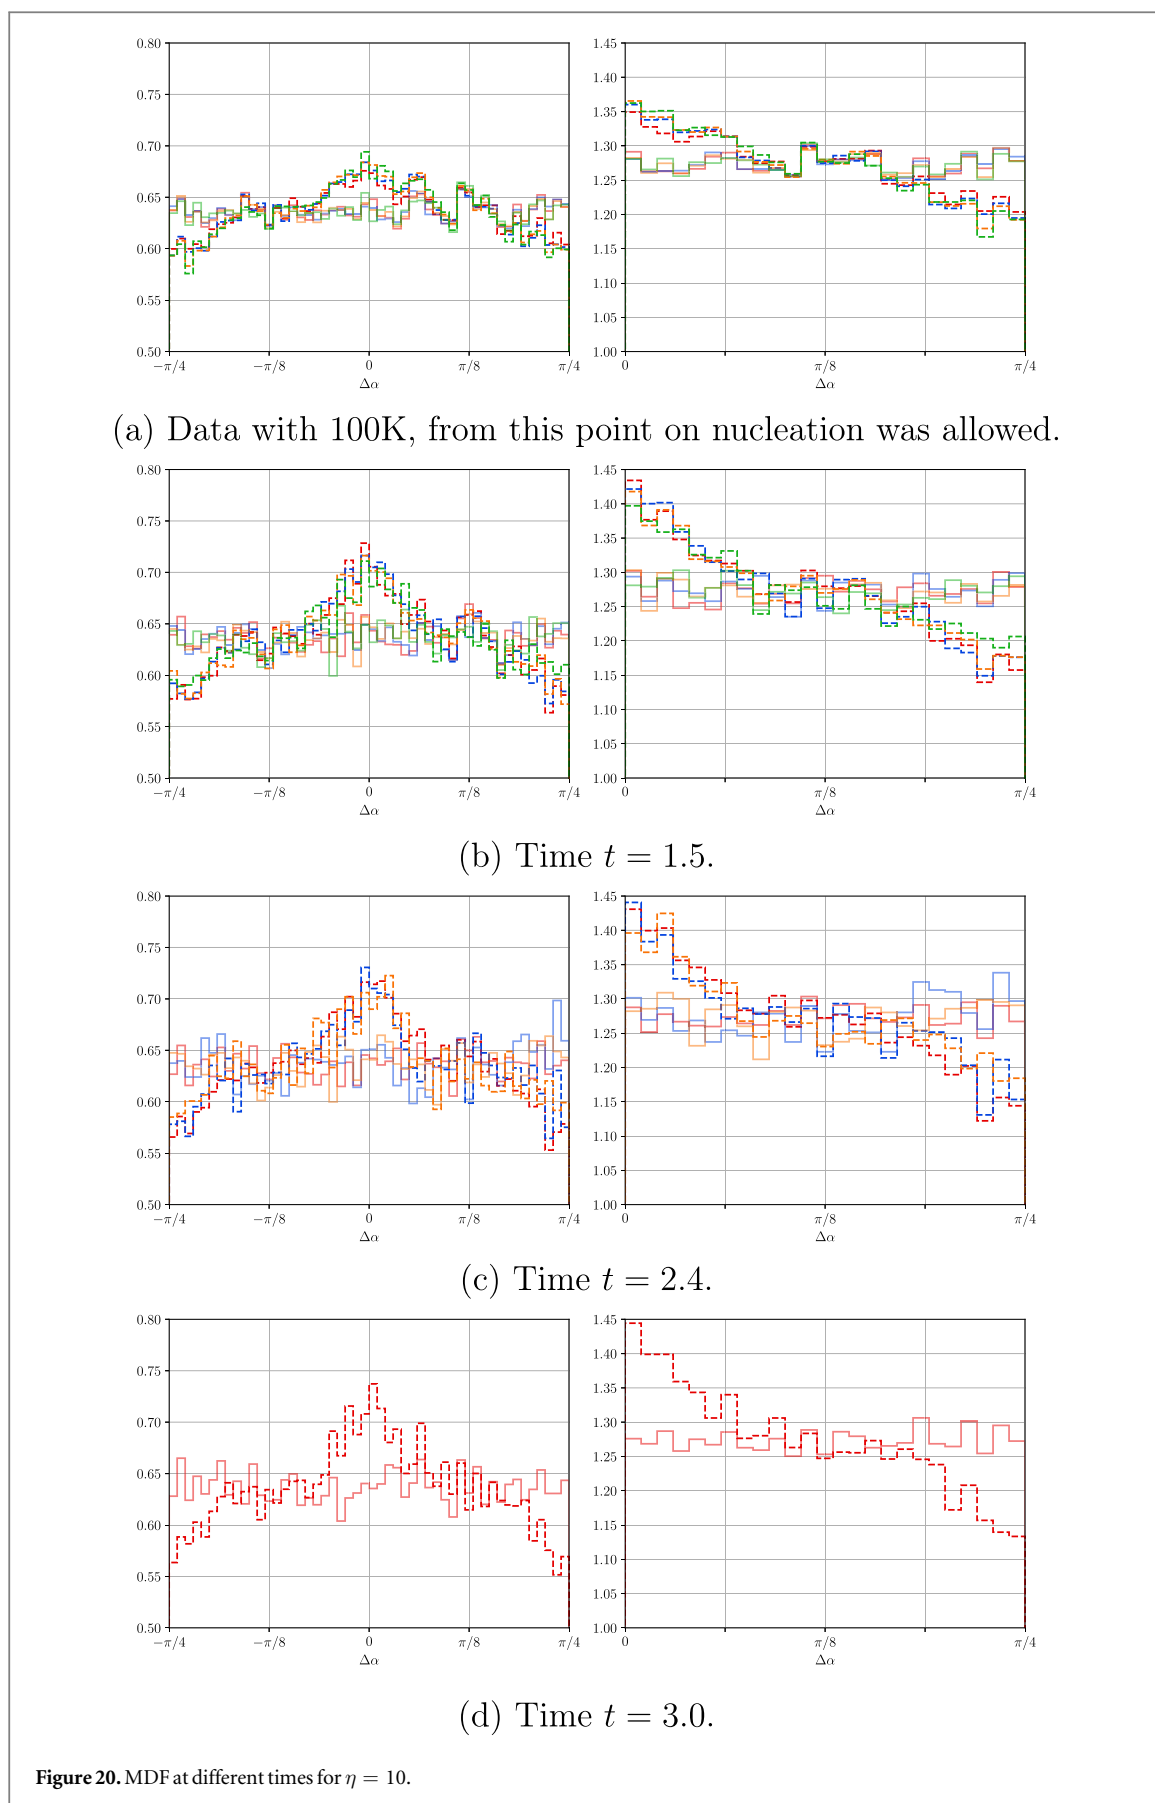 0.80
0.75
0.70
0.65
0.60
0.55
0.50
−π/4
−π/8
0
π/8
π/4
Δα
1.45
1.40
1.35
1.30
1.25
1.20
1.15
1.10
1.05
1.00
0
π/8
π/4
Δα
(a) Data with 100K, from this point on nucleation was allowed.
0.80
0.75
0.70
0.65
0.60
0.55
0.50
−π/4
−π/8
0
π/8
π/4
Δα
1.45
1.40
1.35
1.30
1.25
1.20
1.15
1.10
1.05
1.00
0
π/8
π/4
Δα
(b) Time t = 1.5.
0.80
0.75
0.70
0.65
0.60
0.55
0.50
−π/4
−π/8
0
π/8
π/4
Δα
1.45
1.40
1.35
1.30
1.25
1.20
1.15
1.10
1.05
1.00
0
π/8
π/4
Δα
(c) Time t = 2.4.
0.80
0.75
0.70
0.65
0.60
0.55
0.50
−π/4
−π/8
0
π/8
π/4
Δα
1.45
1.40
1.35
1.30
1.25
1.20
1.15
1.10
1.05
1.00
0
π/8
π/4
Δα
(d) Time t = 3.0.
Figure 20. MDF at different times for η = 10.